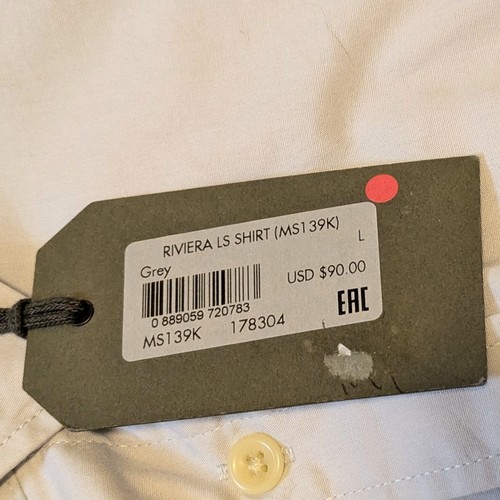 RIVIERA LS SHIRT (MS139K)
L
Grey
USD $90.00
0 889059 720783
MS139K 178304
EAC